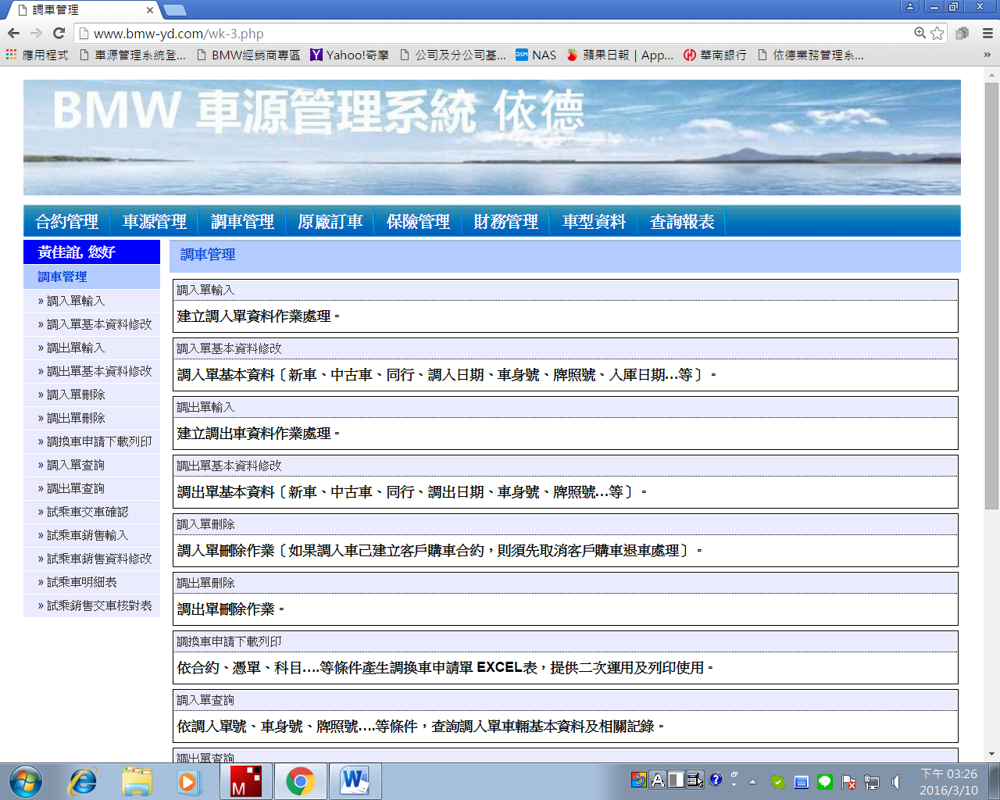 調車管理
www.bmw-yd.com/wk-3.php
應用程式 車源管理系統登... BMW經銷商專區 Yahoo!奇摩 公司及分公司基... NAS 蘋果日報 | App... 華南銀行 依德業務管理系...
BMW 車源管理系統 依德
合約管理 車源管理 調車管理 原廠訂車 保險管理 財務管理 車型資料 查詢報表
黃佳誼, 您好
調車管理
» 調入單輸入
» 調入單基本資料修改
» 調出單輸入
» 調出單基本資料修改
» 調入單刪除
» 調出單刪除
» 調換車申請下載列印
» 調入單查詢
» 調出單查詢
» 試乘車交車確認
» 試乘車銷售輸入
» 試乘車銷售資料修改
» 試乘車明細表
» 試乘銷售交車核對表
調車管理
調入單輸入
建立調入單資料作業處理。
調入單基本資料修改
調入單基本資料〔新車、中古車、同行、調入日期、車身號、牌照號、入庫日期...等〕。
調出單輸入
建立調出車資料作業處理。
調出單基本資料修改
調出單基本資料〔新車、中古車、同行、調出日期、車身號、牌照號...等〕。
調入單刪除
調入單刪除作業〔如果調入車己建立客戶購車合約，則須先取消客戶購車退車處理〕。
調出單刪除
調出單刪除作業。
調換車申請下載列印
依合約、憑單、科目....等條件產生調換車申請單 EXCEL表，提供二次運用及列印使用。
調入單查詢
依調入單號、車身號、牌照號....等條件，查詢調入單車輛基本資料及相關記錄。
調出單查詢
下午 03:26
2016/3/10